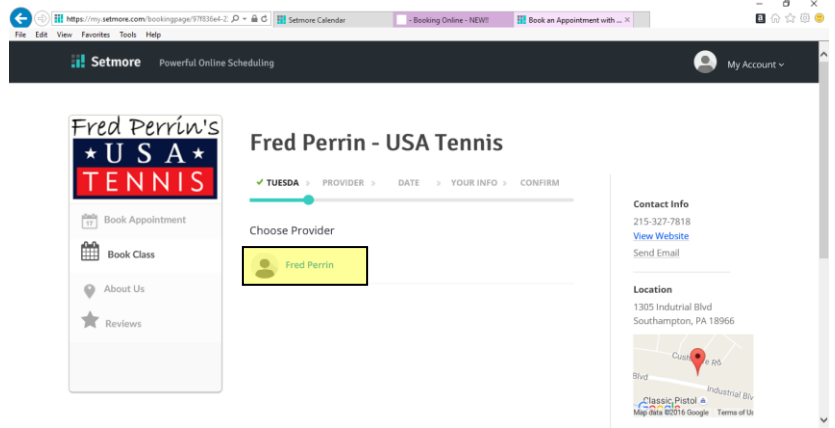 https://my.setmore.com/bookingpage/97f836e4-2
Setmore Calendar
- Booking Online - NEW!!
Book an Appointment with ...
File Edit View Favorites Tools Help
Setmore Powerful Online Scheduling
My Account
Fred Perrin's
USA
TENNIS
Book Appointment
17
Book Class
About Us
Reviews
Fred Perrin - USA Tennis
TUESDA > PROVIDER > DATE > YOUR INFO > CONFIRM
Choose Provider
Fred Perrin
Contact Info
215-327-7818
View Website
Send Email
Location
1305 Indutrial Blvd
Southampton, PA 18966
Blvd
Industrial Blv
Classic Pistol
Google
Map data ©2016 Google Terms of Us